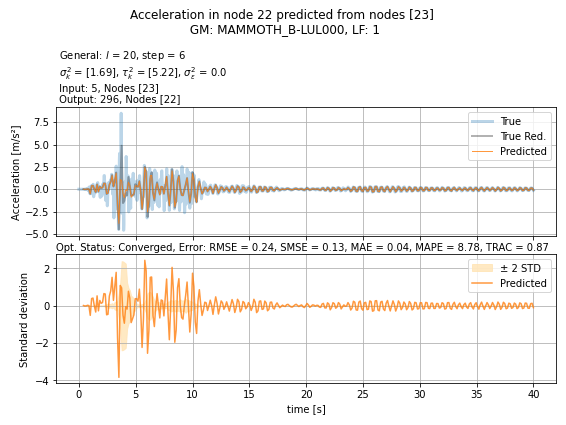 Acceleration in node 22 predicted from nodes [23]
GM: MAMMOTH_B-LUL000, LF: 1
General: l = 20, step = 6
σ²ₖ = [1.69], τ²ₖ = [5.22], σ²ε = 0.0
Input: 5, Nodes [23]
Output: 296, Nodes [22]
Acceleration [m/s²]
7.5
5.0
2.5
0.0
−2.5
−5.0
True
True Red.
Predicted
Opt. Status: Converged, Error: RMSE = 0.24, SMSE = 0.13, MAE = 0.04, MAPE = 8.78, TRAC = 0.87
Standard deviation
2
0
−2
−4
± 2 STD
Predicted
0 5 10 15 20 25 30 35 40
time [s]